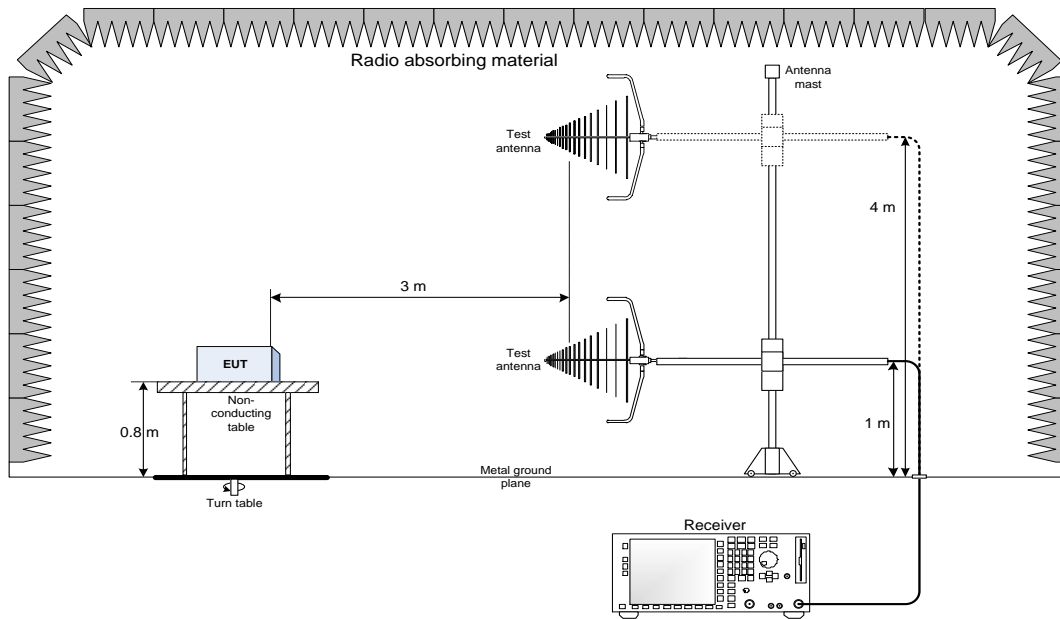 Radio absorbing material
Antenna
mast
Test
antenna
4 m
3 m
Test
antenna
EUT
Non-
conducting
table
0.8 m
1 m
Metal ground
plane
Turn table
Receiver